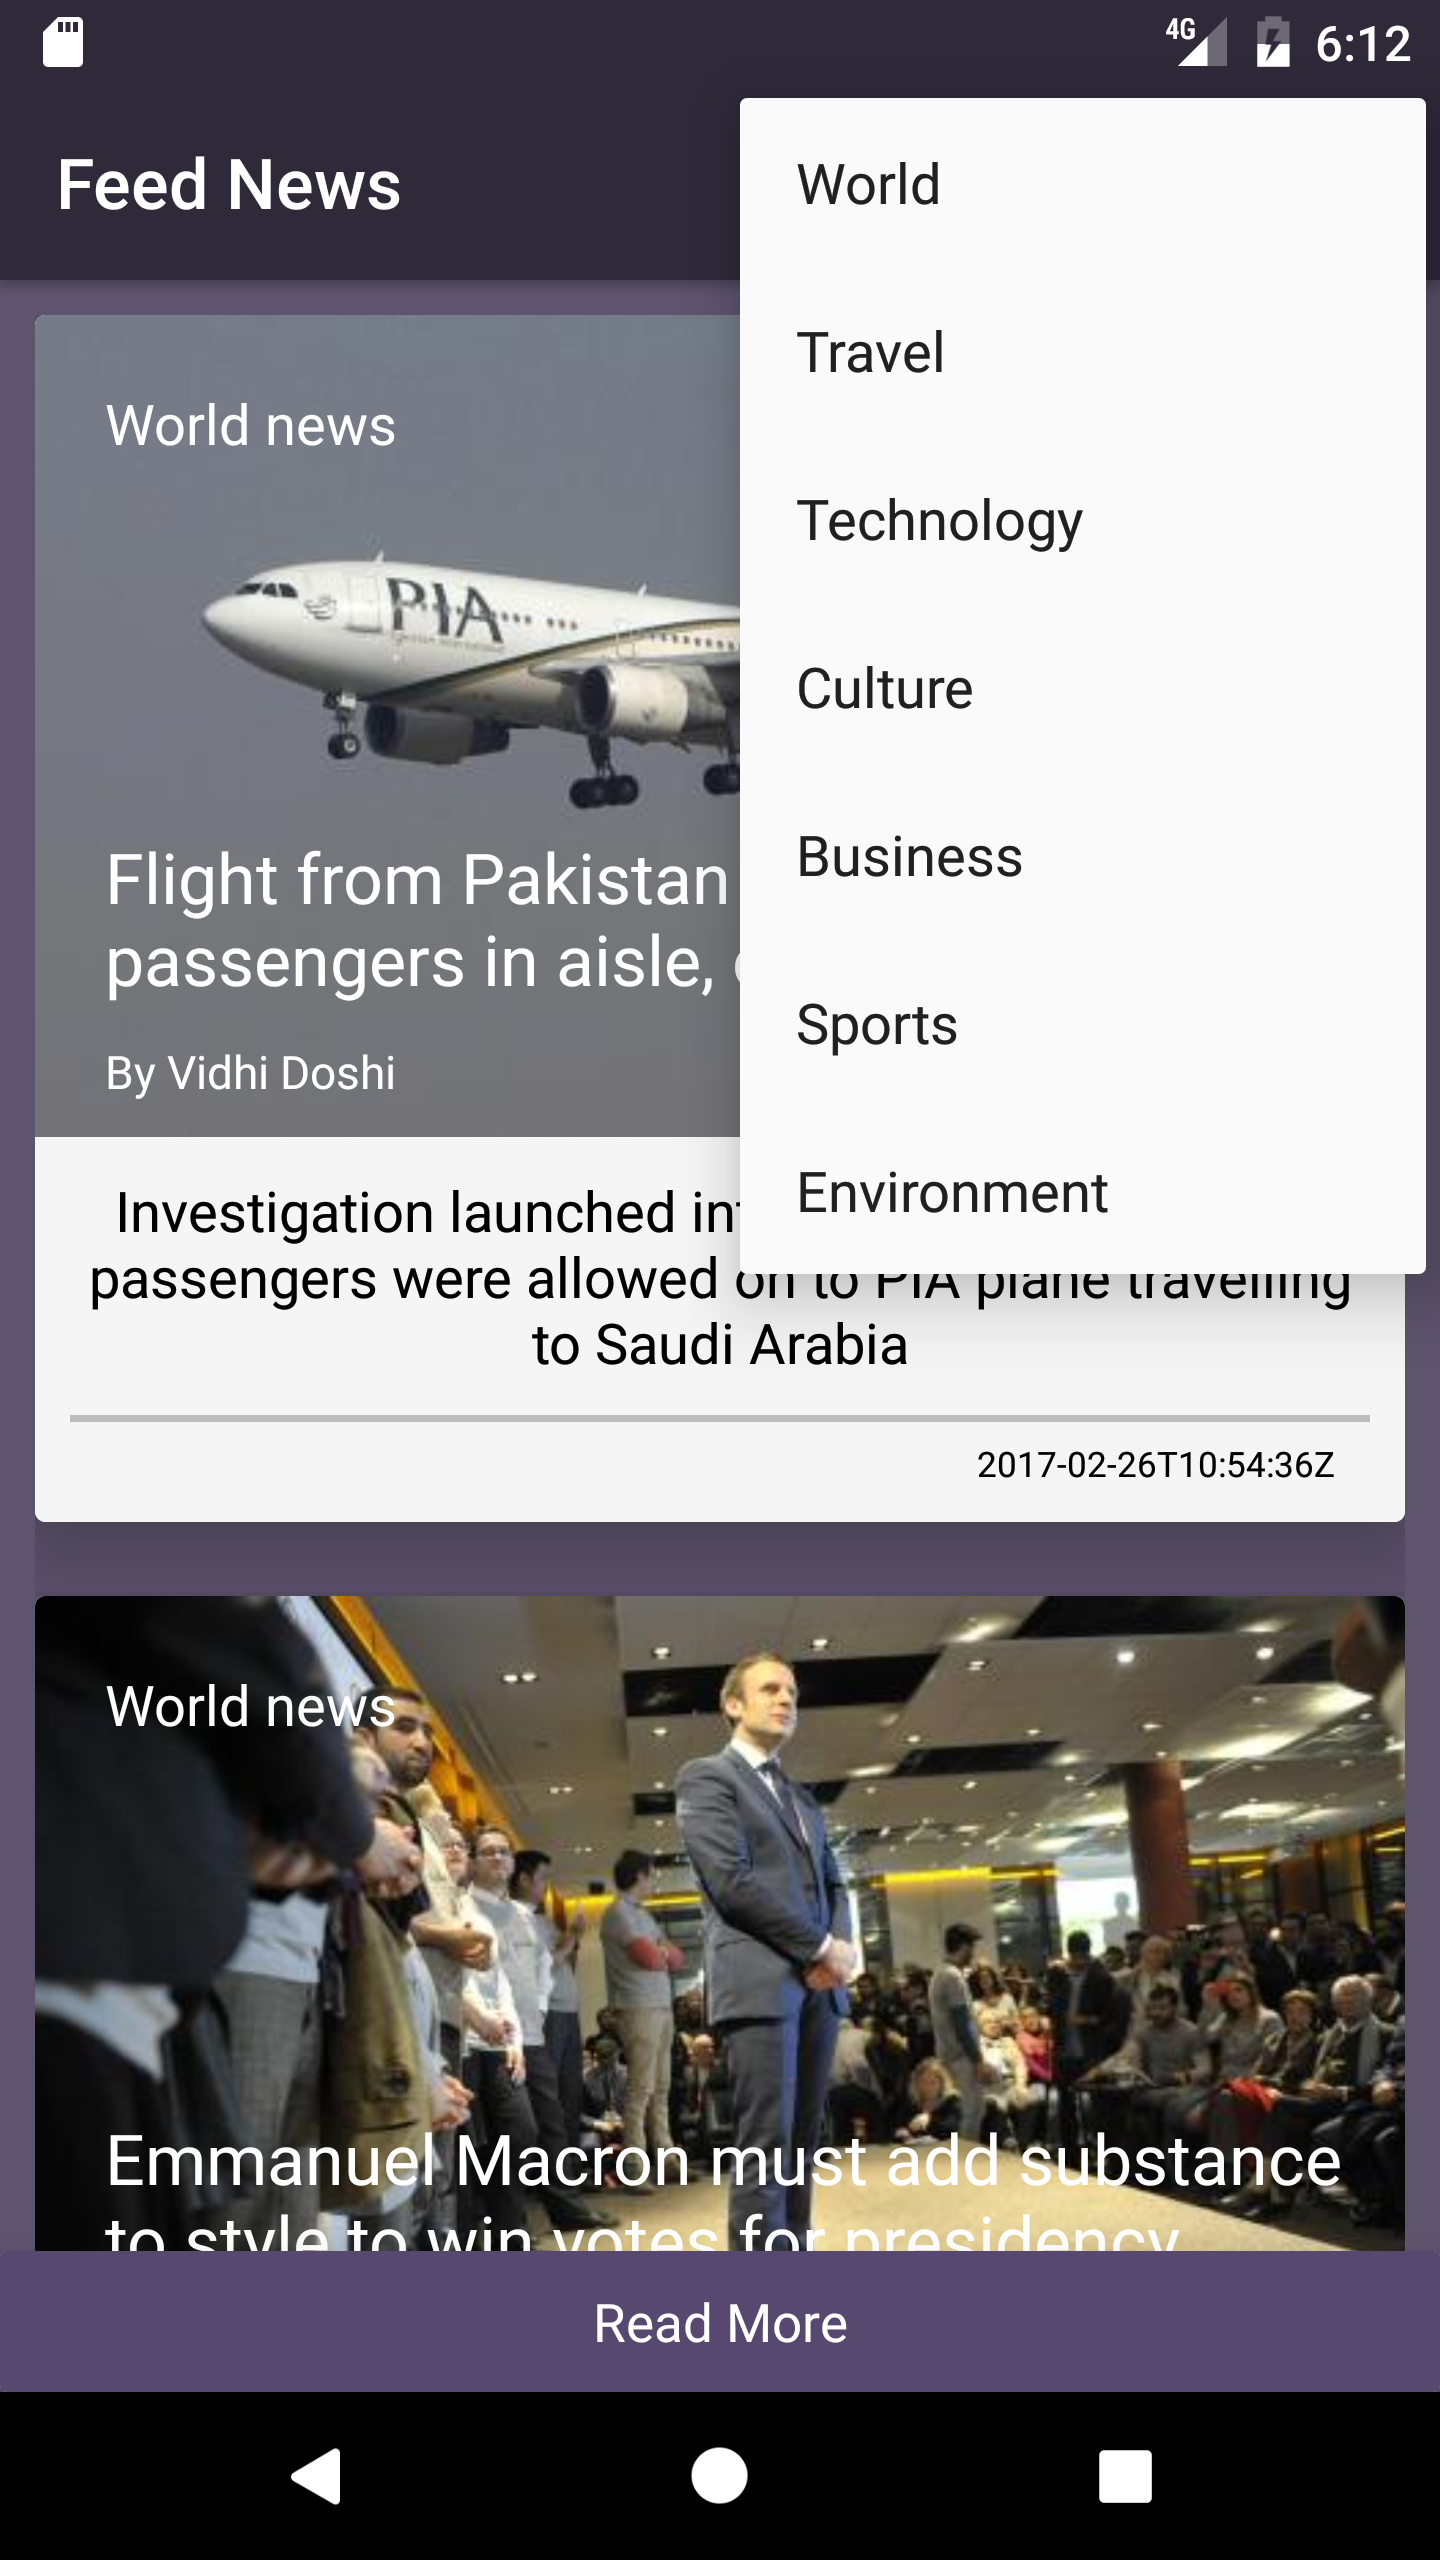 4G 6:12
Feed News
World
Travel
Technology
Culture
Business
Sports
Environment
World news
PIA
Flight from Pakistan
passengers in aisle,
By Vidhi Doshi
Investigation launched
passengers were allowed on to PIA plane travelling
to Saudi Arabia
2017-02-26T10:54:36Z
World news
Emmanuel Macron must add substance
to style to win votes for presidency
Read More